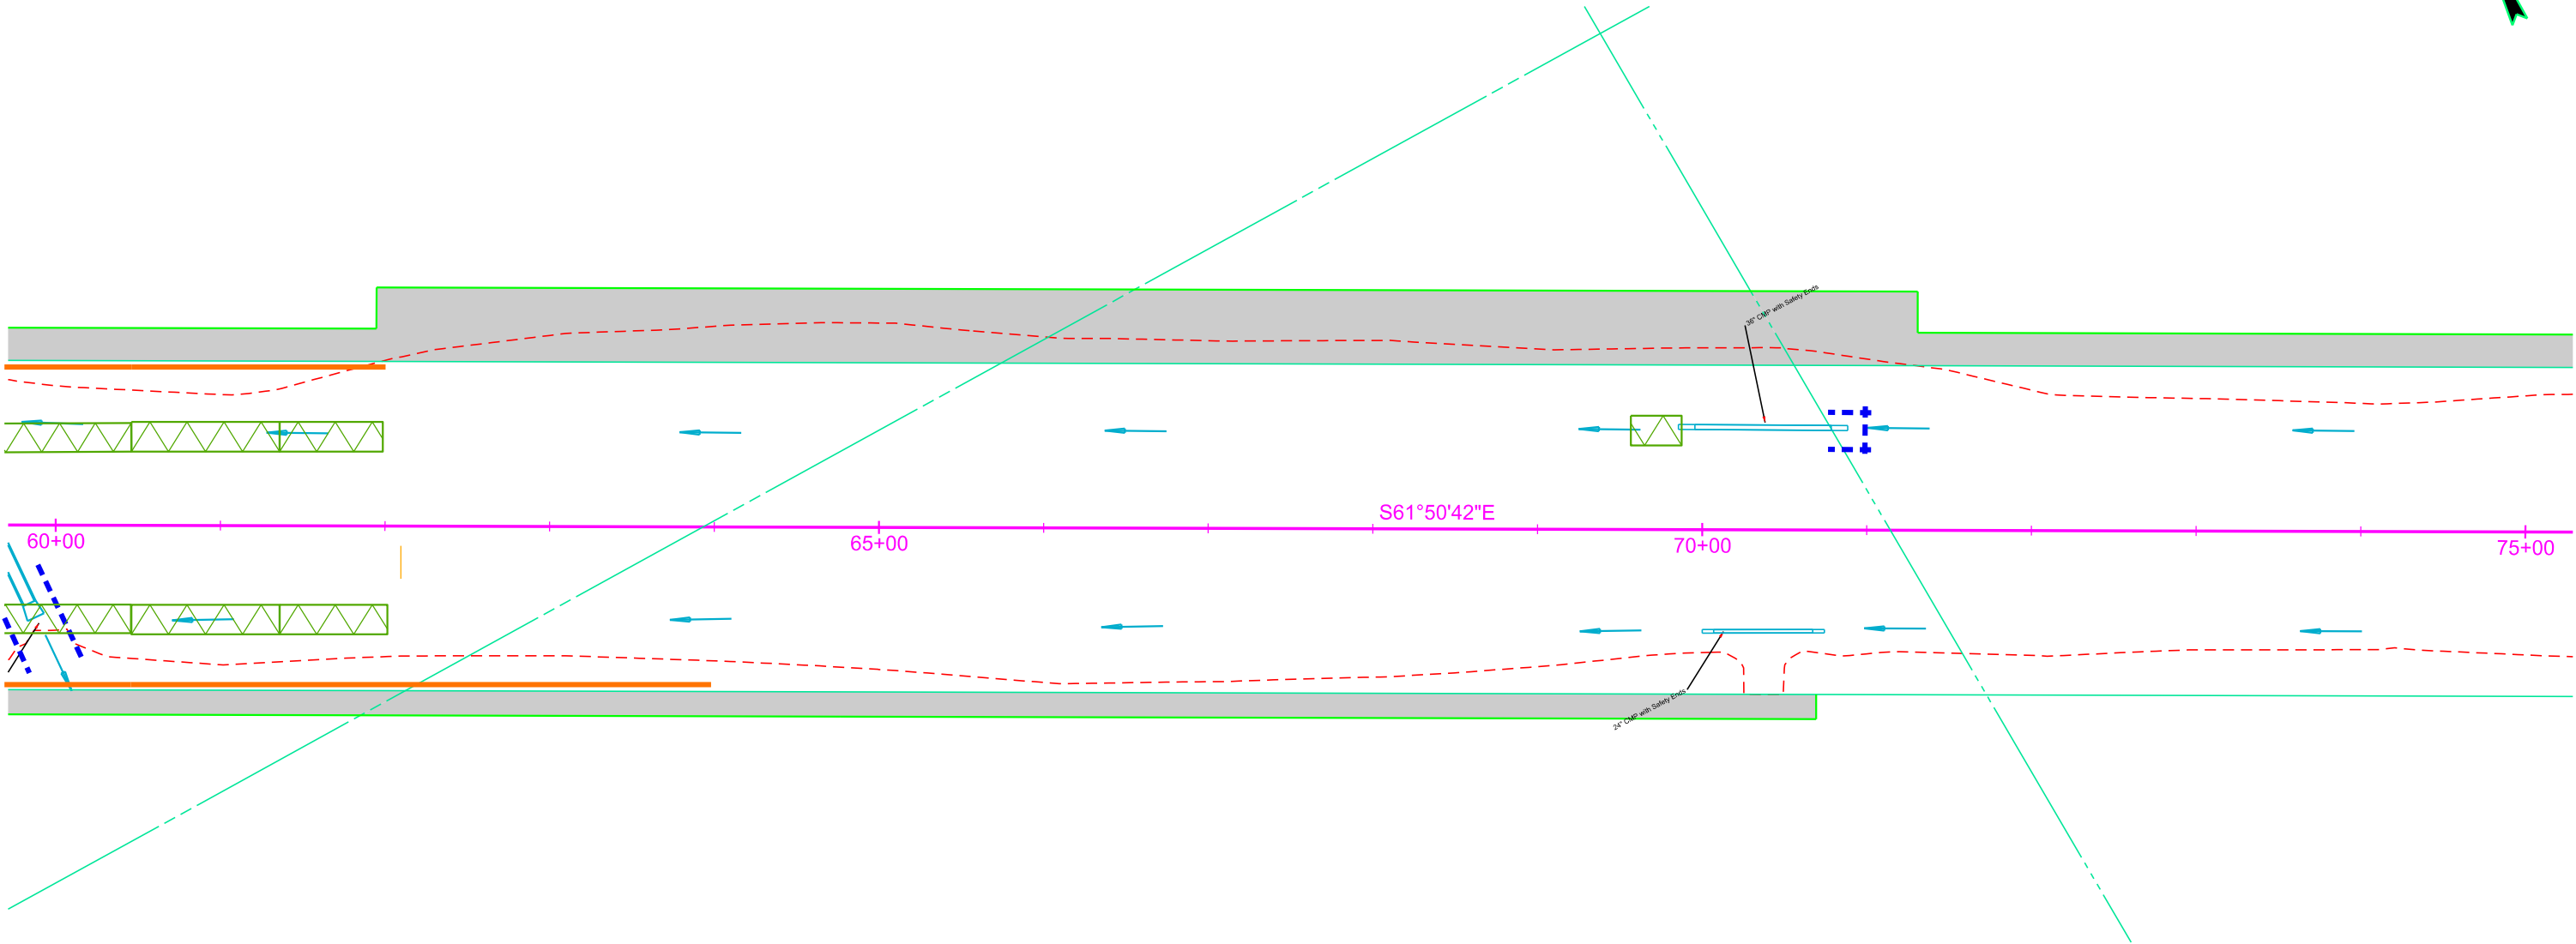 36" CMP with Safety Ends
S61°50'42"E
60+00
65+00
70+00
75+00
24" CMP with Safety Ends